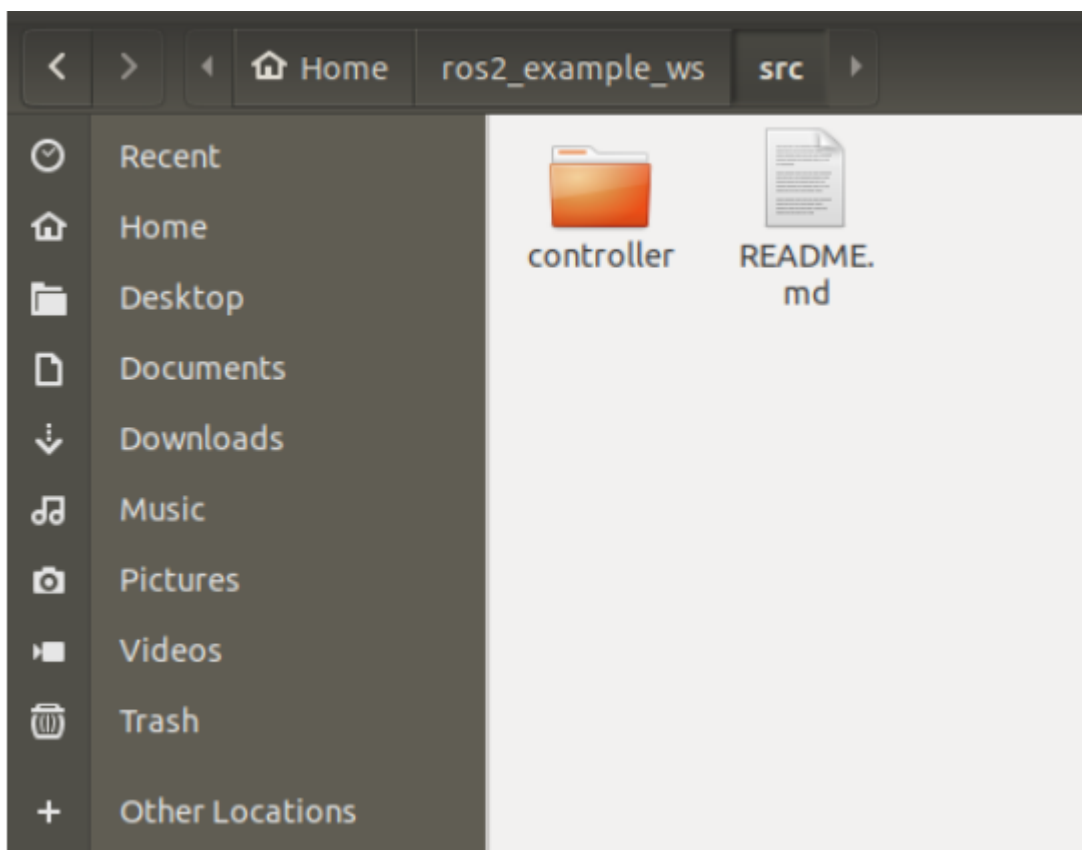 Home ros2_example_ws src
Recent
Home
Desktop
Documents
Downloads
Music
Pictures
Videos
Trash
Other Locations
controller
README.
md